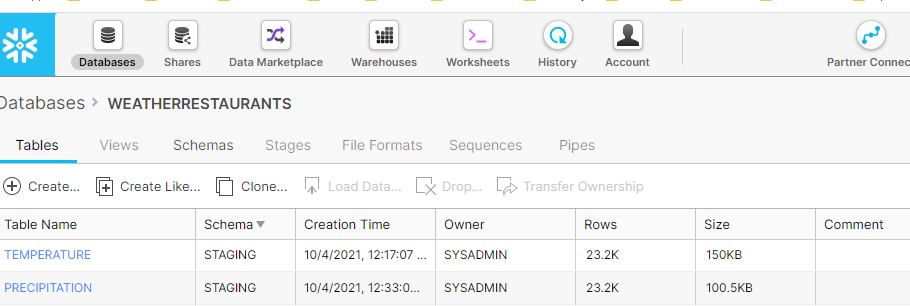 Databases Shares Data Marketplace Warehouses Worksheets History Account Partner Connec
Databases > WEATHERRESTAURANTS
Tables Views Schemas Stages File Formats Sequences Pipes
Create... Create Like... Clone... Load Data... Drop... Transfer Ownership
Table Name Schema Creation Time Owner Rows Size Comment
TEMPERATURE STAGING 10/4/2021, 12:17:07 ... SYSADMIN 23.2K 150KB
PRECIPITATION STAGING 10/4/2021, 12:33:0... SYSADMIN 23.2K 100.5KB